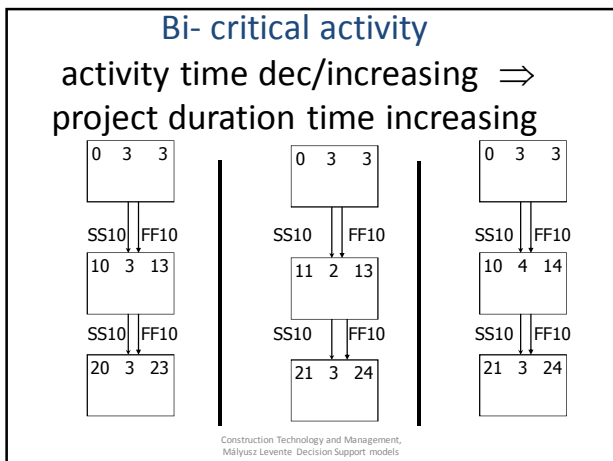 Bi- critical activity
activity time dec/increasing ⇒
project duration time increasing
0 3 3
SS10 FF10
10 3 13
SS10 FF10
20 3 23
0 3 3
SS10 FF10
11 2 13
SS10 FF10
21 3 24
0 3 3
SS10 FF10
10 4 14
SS10 FF10
21 3 24
Construction Technology and Management,
Mályusz Levente Decision Support models